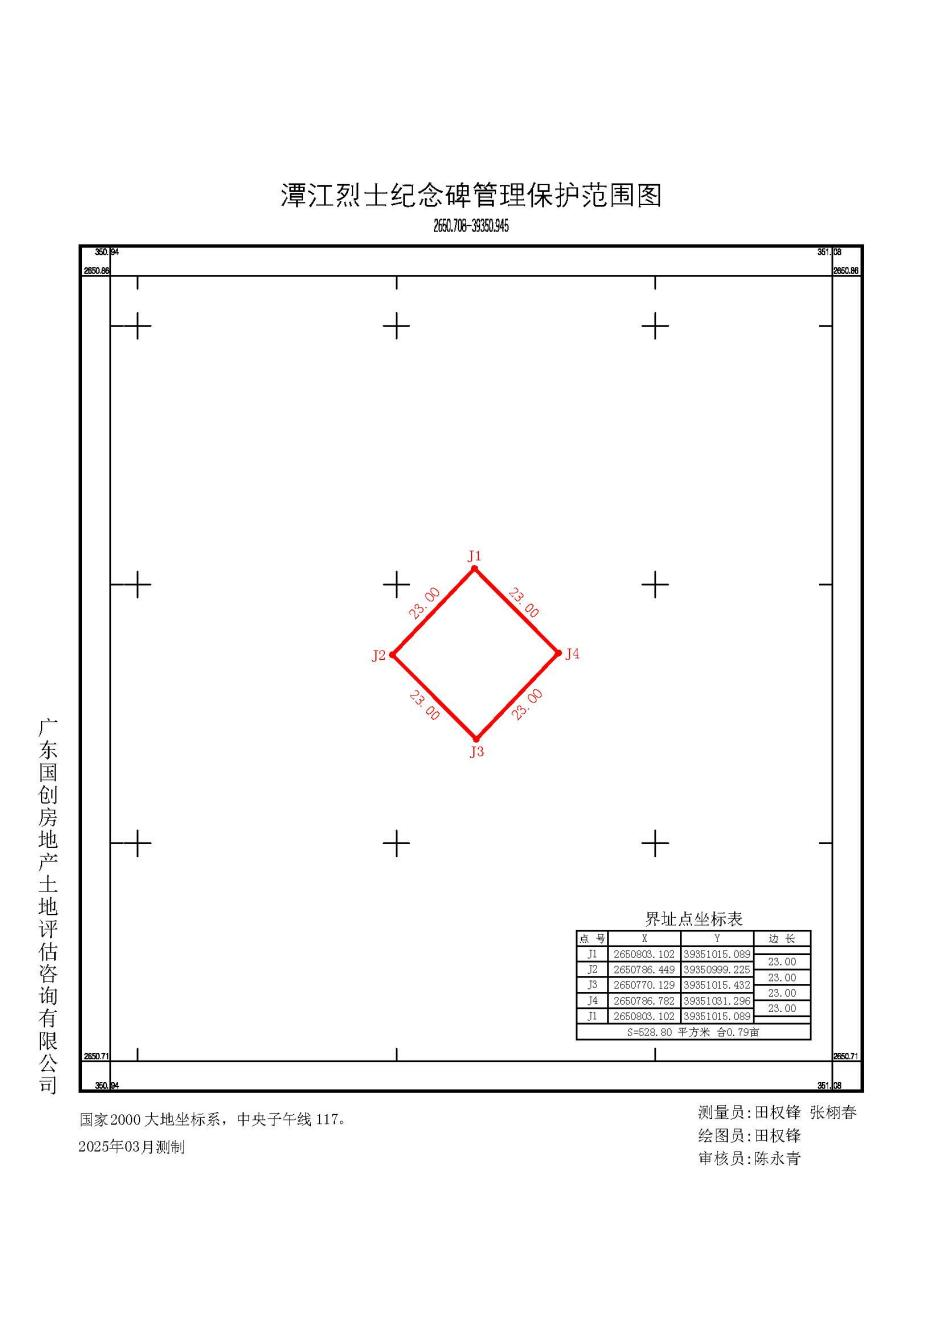 潭江烈士纪念碑管理保护范围图
2650.708-39350.945
350.94 351.08
2650.86 2650.86
J1
23.00 23.00
J2 J4
23.00 23.00
J3
广东国创房地产土地评估咨询有限公司
界址点坐标表
点 号 X Y 边 长
J1 2650803.102 39351015.089
23.00
J2 2650786.449 39350999.225
23.00
J3 2650770.129 39351015.432
23.00
J4 2650786.782 39351031.296
23.00
J1 2650803.102 39351015.089
S=528.80 平方米 合0.79亩
2650.71 2650.71
350.94 351.08
国家2000大地坐标系，中央子午线117。
2025年03月测制
测量员:田权锋 张栩春
绘图员:田权锋
审核员:陈永青